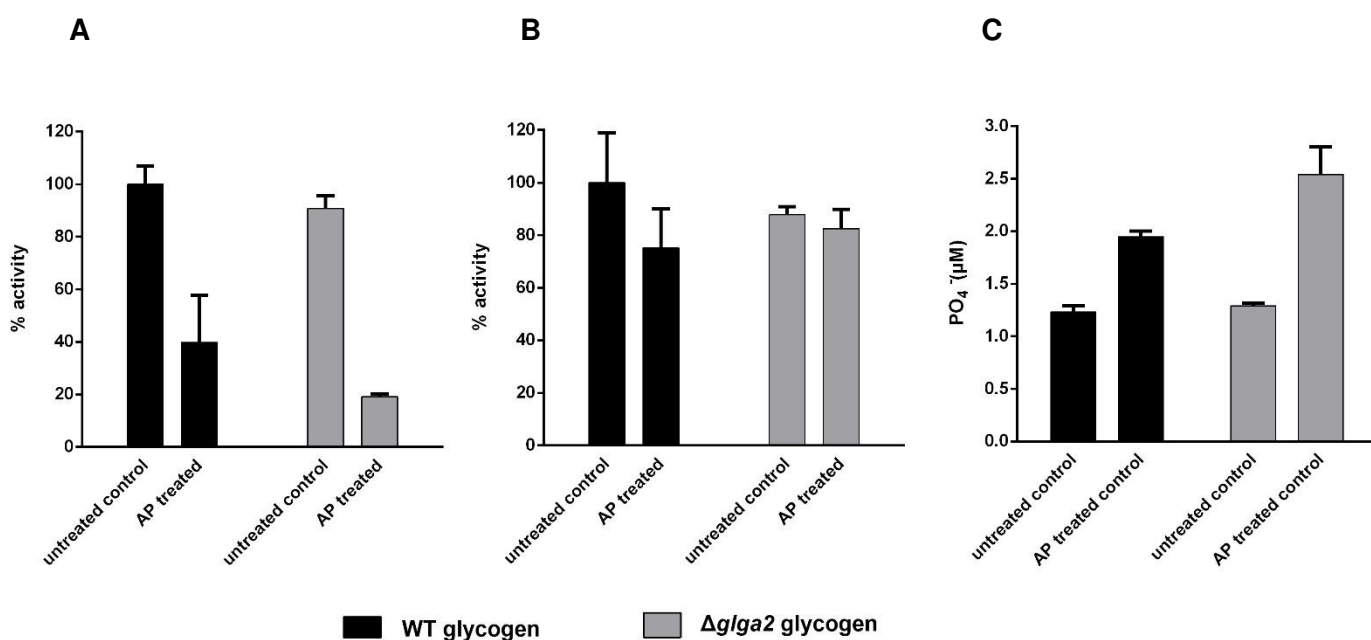 A
B
C
% activity
120
100
80
60
40
20
0
untreated control
AP treated
untreated control
AP treated
% activity
120
100
80
60
40
20
0
untreated control
AP treated
untreated control
AP treated
PO4 -(µM)
3.0
2.5
2.0
1.5
1.0
0.5
0.0
untreated control
AP treated control
untreated control
AP treated control
WT glycogen
Δglga2 glycogen